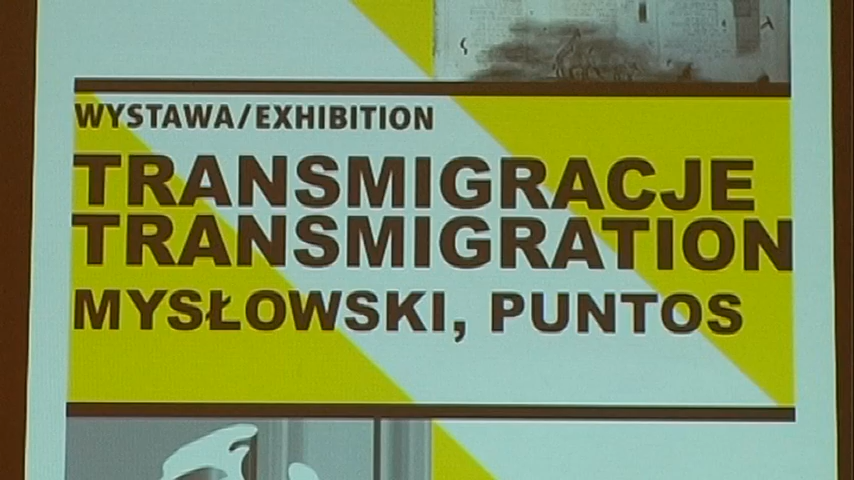 WYSTAWA/EXHIBITION
TRANSMIGRACJE
TRANSMIGRATION
MYSŁOWSKI, PUNTOS